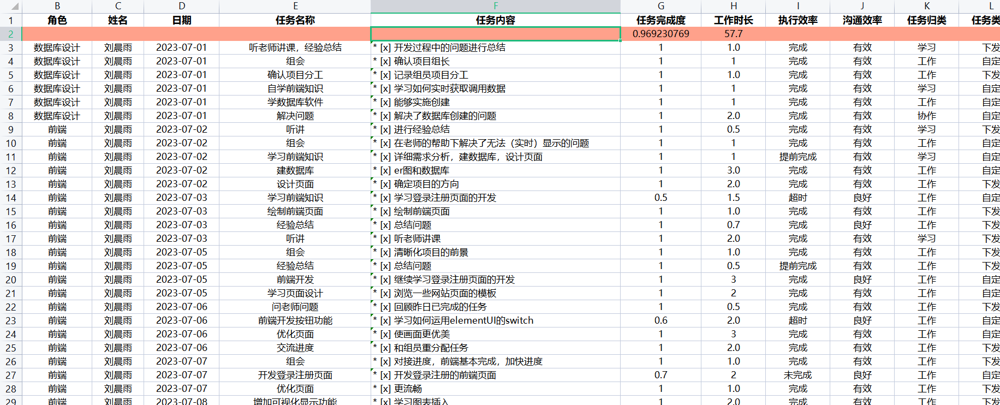 B C D E F G H I J K L
1 角色 姓名 日期 任务名称 任务内容 任务完成度 工作时长 执行效率 沟通效率 任务归类 任务类
2 0.969230769 57.7
3 数据库设计 刘晨雨 2023-07-01 听老师讲课，经验总结 * [x] 开发过程中的问题进行总结 1 1.0 完成 有效 学习 下发
4 数据库设计 刘晨雨 2023-07-01 组会 * [x] 确认项目组长 1 1 完成 有效 工作 自定
5 数据库设计 刘晨雨 2023-07-01 确认项目分工 * [x] 记录组员项目分工 1 1.0 完成 有效 工作 下发
6 数据库设计 刘晨雨 2023-07-01 自学前端知识 * [x] 学习如何实时获取调用数据 1 1 完成 有效 学习 自定
7 数据库设计 刘晨雨 2023-07-01 学数据库软件 * [x] 能够实施创建 1 1 完成 有效 工作 自定
8 数据库设计 刘晨雨 2023-07-01 解决问题 * [x] 解决了数据库创建的问题 1 2.0 完成 有效 协作 自定
9 前端 刘晨雨 2023-07-02 听讲 * [x] 进行经验总结 1 0.5 完成 有效 学习 下发
10 前端 刘晨雨 2023-07-02 组会 * [x] 在老师的帮助下解决了无法（实时）显示的问题 1 1 完成 有效 工作 自定
11 前端 刘晨雨 2023-07-02 学习前端知识 * [x] 详细需求分析，建数据库，设计页面 1 1 提前完成 有效 学习 自定
12 前端 刘晨雨 2023-07-02 建数据库 * [x] er图和数据库 1 3.0 完成 有效 工作 自定
13 前端 刘晨雨 2023-07-02 设计页面 * [x] 确定项目的方向 1 2.0 完成 有效 工作 下发
14 前端 刘晨雨 2023-07-03 学习前端知识 * [x] 学习登录注册页面的开发 0.5 1.5 超时 良好 工作 自定
15 前端 刘晨雨 2023-07-03 绘制前端页面 * [x] 绘制前端页面 1 1.0 完成 有效 工作 下发
16 前端 刘晨雨 2023-07-03 经验总结 * [x] 总结问题 1 0.7 完成 良好 工作 下发
17 前端 刘晨雨 2023-07-03 听讲 * [x] 听老师讲课 1 2.0 完成 有效 学习 下发
18 前端 刘晨雨 2023-07-05 组会 * [x] 清晰化项目的前景 1 1.0 完成 有效 工作 下发
19 前端 刘晨雨 2023-07-05 经验总结 * [x] 总结问题 1 0.5 提前完成 有效 工作 下发
20 前端 刘晨雨 2023-07-05 前端开发 * [x] 继续学习登录注册页面的开发 1 3 完成 良好 工作 自定
21 前端 刘晨雨 2023-07-05 学习页面设计 * [x] 浏览一些网站页面的模板 1 2 完成 有效 工作 自定
22 前端 刘晨雨 2023-07-06 问老师问题 * [x] 回顾昨日已完成的任务 1 0.5 完成 有效 工作 下发
23 前端 刘晨雨 2023-07-06 前端开发按钮功能 * [x] 学习如何运用elementUI的switch 0.6 2.0 超时 良好 工作 自定
24 前端 刘晨雨 2023-07-06 优化页面 * [x] 使画面更优美 1 3 完成 有效 工作 自定
25 前端 刘晨雨 2023-07-06 交流进度 * [x] 和组员重分配任务 1 2.0 完成 有效 工作 下发
26 前端 刘晨雨 2023-07-07 组会 * [x] 对接进度，前端基本完成，加快进度 1 1.0 完成 有效 工作 下发
27 前端 刘晨雨 2023-07-07 开发登录注册页面 * [x] 开发登录注册的前端页面 0.7 2 未完成 良好 工作 自定
28 前端 刘晨雨 2023-07-07 优化页面 * [x] 更流畅 1 1.0 完成 有效 工作 下发
29 前端 刘晨雨 2023-07-08 增加可视化显示功能 * [x] 学习图表插入 1 2.0 完成 有效 工作 自定